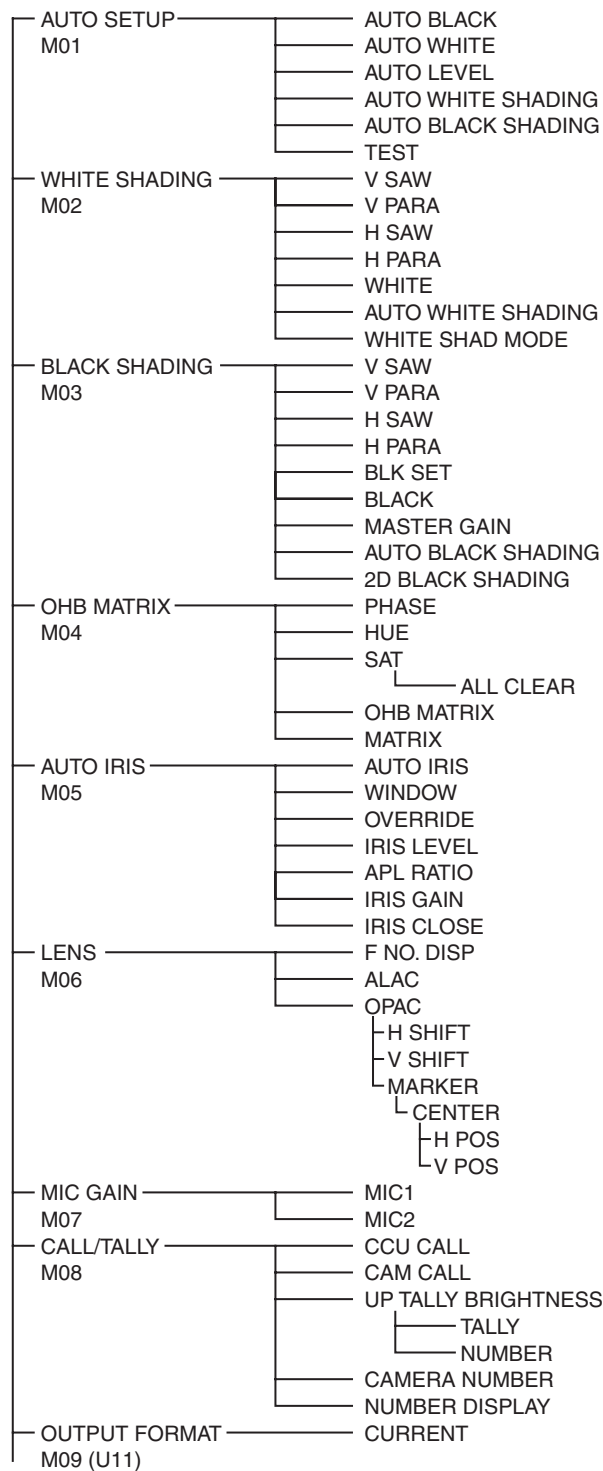 AUTO SETUP AUTO BLACK
M01 AUTO WHITE
AUTO LEVEL
AUTO WHITE SHADING
AUTO BLACK SHADING
TEST
WHITE SHADING V SAW
M02 V PARA
H SAW
H PARA
WHITE
AUTO WHITE SHADING
WHITE SHAD MODE
BLACK SHADING V SAW
M03 V PARA
H SAW
H PARA
BLK SET
BLACK
MASTER GAIN
AUTO BLACK SHADING
2D BLACK SHADING
OHB MATRIX PHASE
M04 HUE
SAT
ALL CLEAR
OHB MATRIX
MATRIX
AUTO IRIS AUTO IRIS
M05 WINDOW
OVERRIDE
IRIS LEVEL
APL RATIO
IRIS GAIN
IRIS CLOSE
LENS F NO. DISP
M06 ALAC
OPAC
H SHIFT
V SHIFT
MARKER
CENTER
H POS
V POS
MIC GAIN MIC1
M07 MIC2
CALL/TALLY CCU CALL
M08 CAM CALL
UP TALLY BRIGHTNESS
TALLY
NUMBER
CAMERA NUMBER
NUMBER DISPLAY
OUTPUT FORMAT CURRENT
M09 (U11)